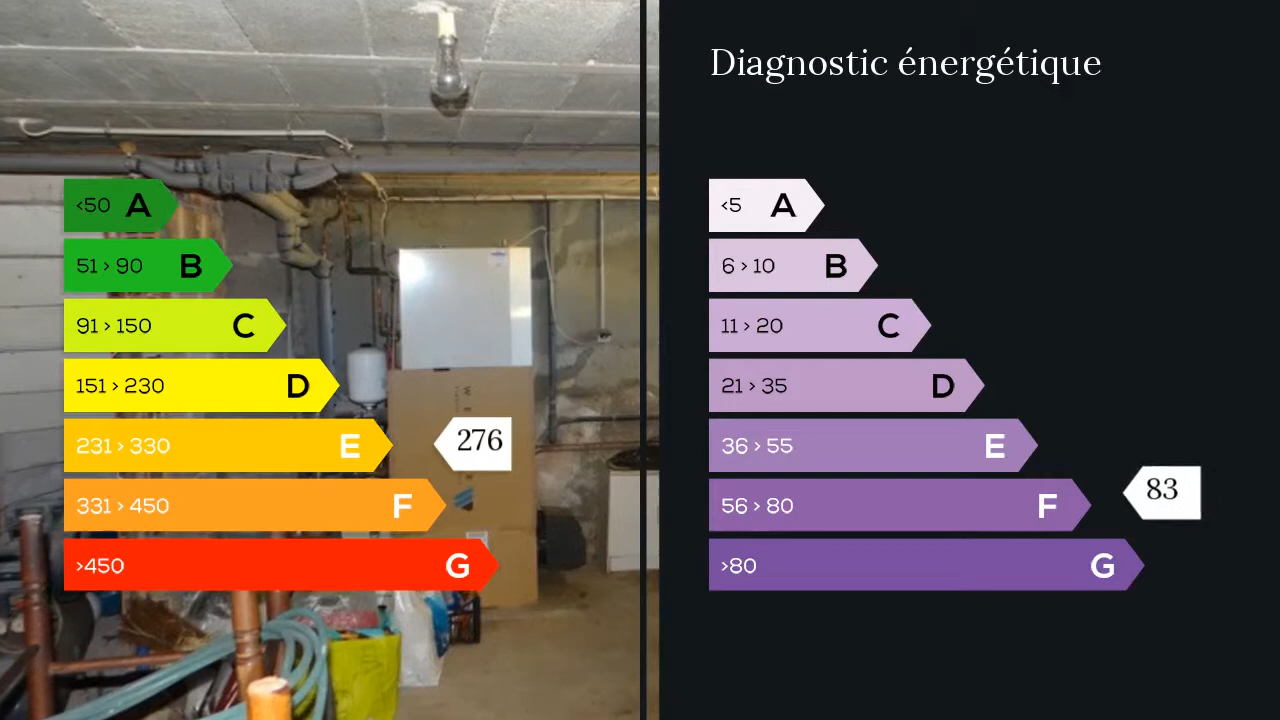 Diagnostic énergétique
<50 A
51 > 90 B
91 > 150 C
151 > 230 D
231 > 330 E
276
331 > 450 F
>450 G
<5 A
6 > 10 B
11 > 20 C
21 > 35 D
36 > 55 E
56 > 80 F
83
>80 G